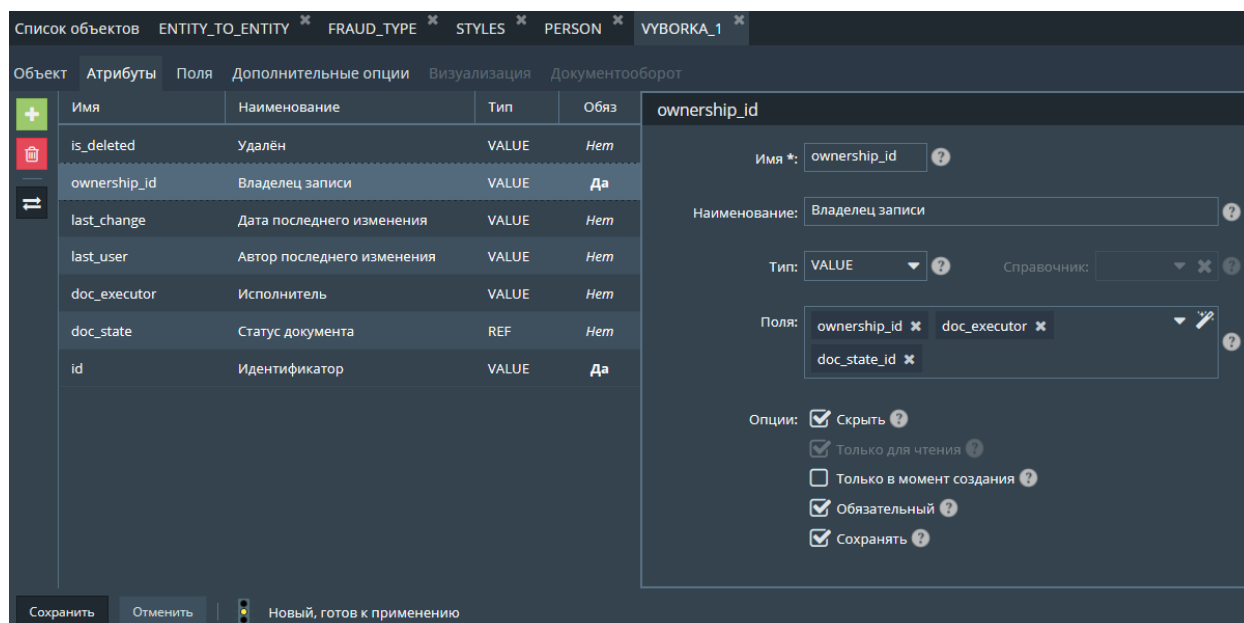 Список объектов ENTITY_TO_ENTITY FRAUD_TYPE STYLES PERSON VYBORKA_1
Объект Атрибуты Поля Дополнительные опции Визуализация Документооборот
Имя Наименование Тип Обяз
is_deleted Удалён VALUE Нет
ownership_id Владелец записи VALUE Да
last_change Дата последнего изменения VALUE Нет
last_user Автор последнего изменения VALUE Нет
doc_executor Исполнитель VALUE Нет
doc_state Статус документа REF Нет
id Идентификатор VALUE Да
ownership_id
Имя *: ownership_id
Наименование: Владелец записи
Тип: VALUE Справочник:
Поля: ownership_id doc_executor
doc_state_id
Опции: Скрыть
Только для чтения
Только в момент создания
Обязательный
Сохранять
Сохранить Отменить Новый, готов к применению